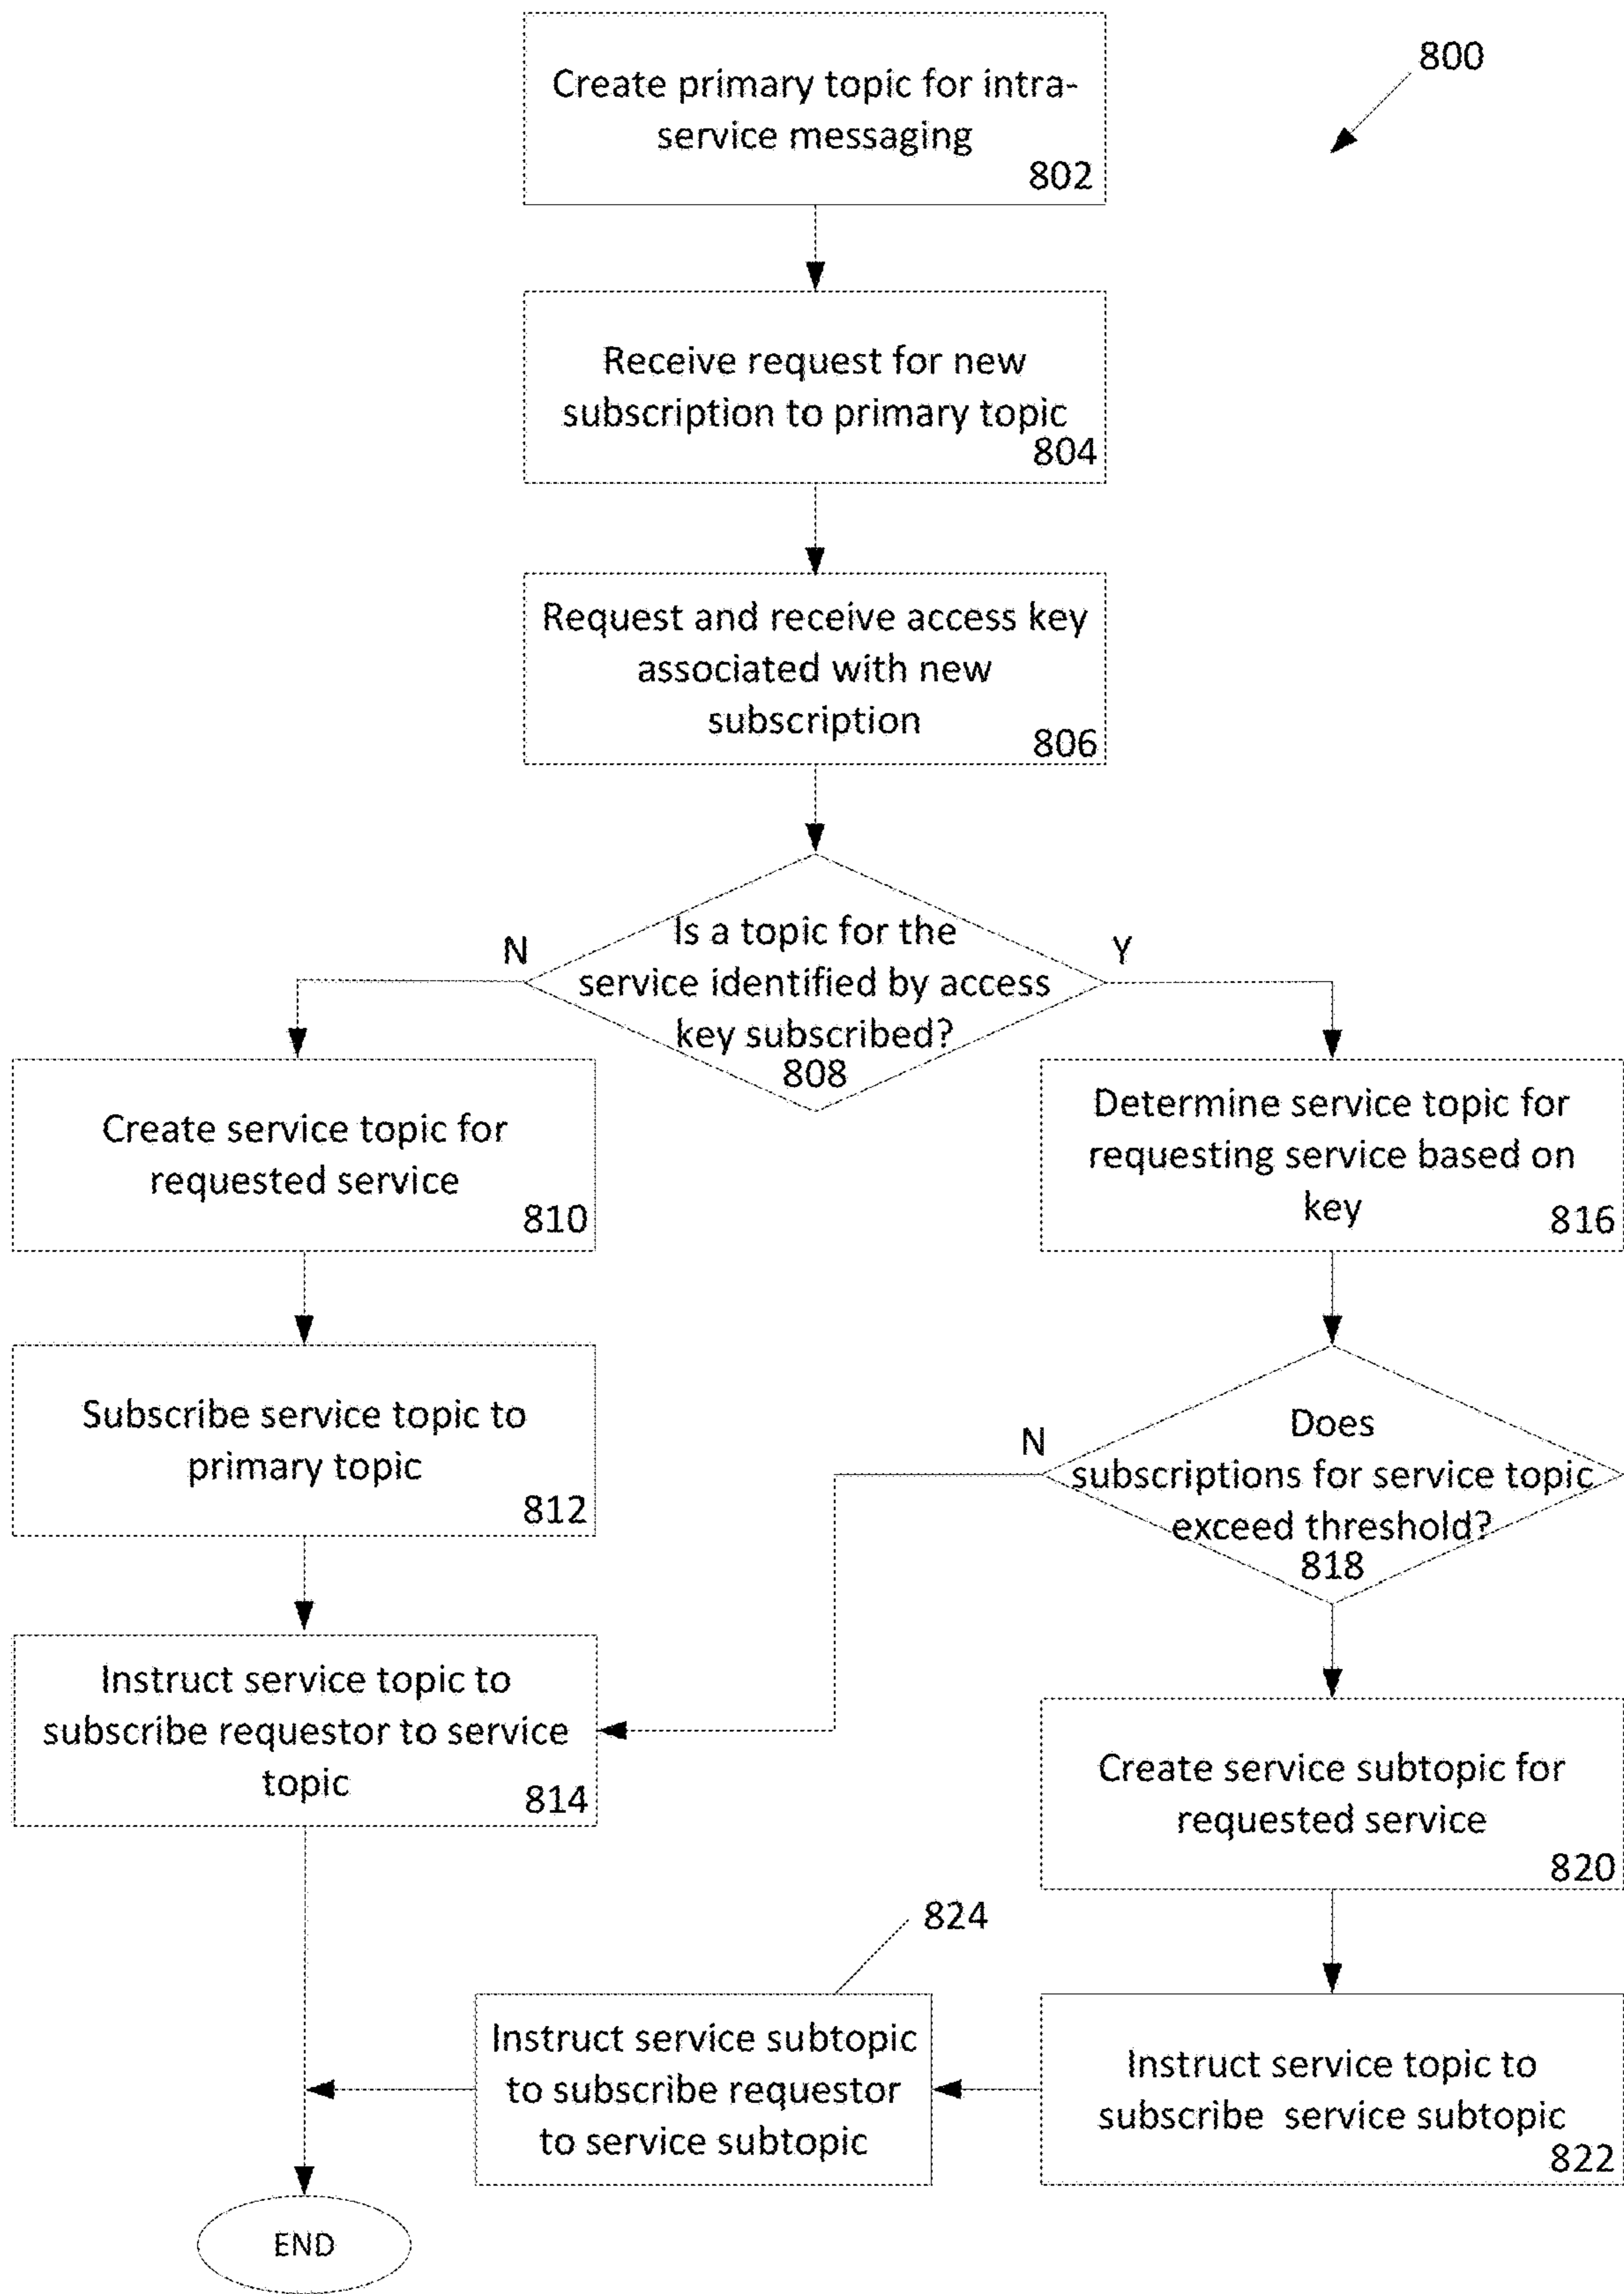 800
Create primary topic for intra-
service messaging
802
Receive request for new
subscription to primary topic
804
Request and receive access key
associated with new
subscription
806
Is a topic for the
service identified by access
key subscribed?
808
N
Y
Create service topic for
requested service
810
Determine service topic for
requesting service based on
key
816
Subscribe service topic to
primary topic
812
Does
subscriptions for service topic
exceed threshold?
818
N
Instruct service topic to
subscribe requestor to service
topic
814
Create service subtopic for
requested service
820
824
Instruct service subtopic
to subscribe requestor
to service subtopic
Instruct service topic to
subscribe service subtopic
822
END